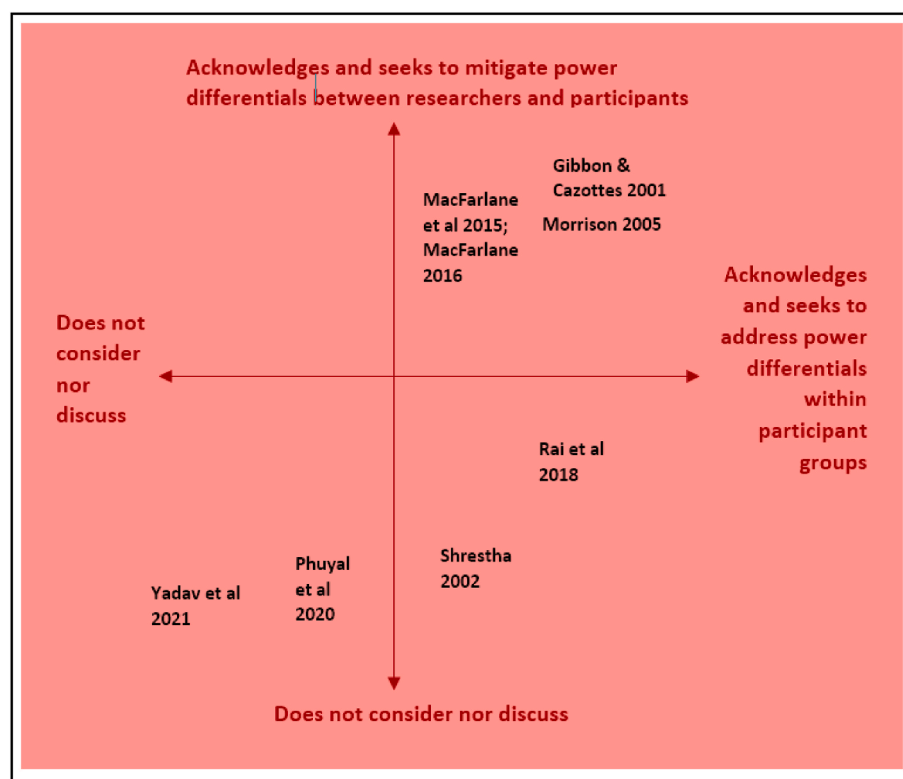 Acknowledges and seeks to mitigate power
differentials between researchers and participants
Gibbon &
Cazottes 2001
MacFarlane
et al 2015;
MacFarlane
2016
Morrison 2005
Does not
consider
nor
discuss
Acknowledges
and seeks to
address power
differentials
within
participant
groups
Rai et al
2018
Shrestha
2002
Phuyal
et al
2020
Yadav et al
2021
Does not consider nor discuss